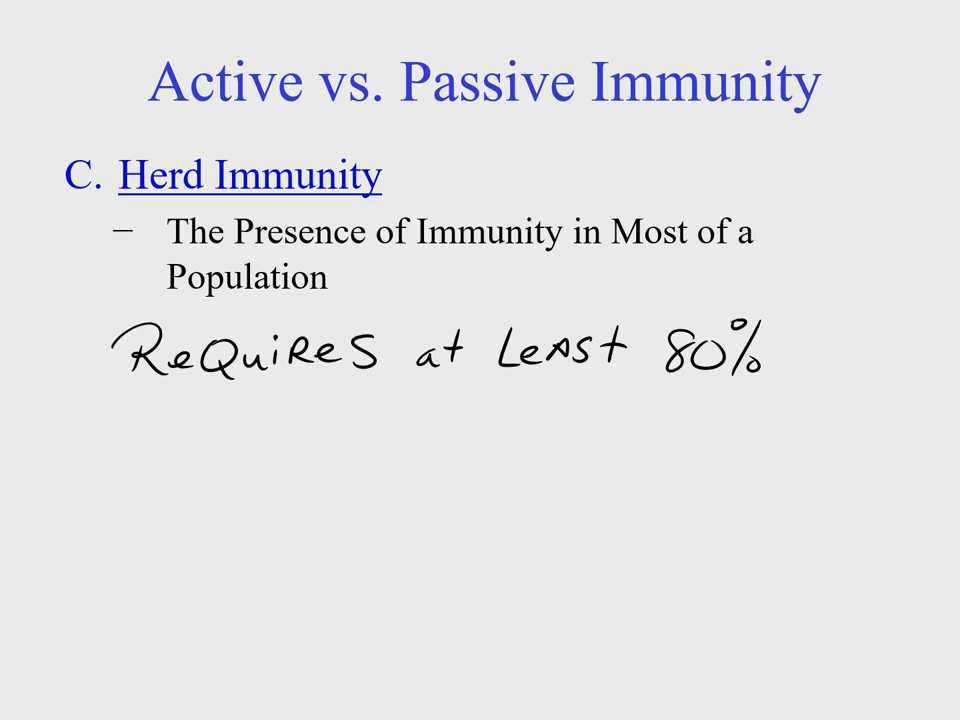 Active vs. Passive Immunity
C. Herd Immunity
– The Presence of Immunity in Most of a
Population
Requires at Least 80%